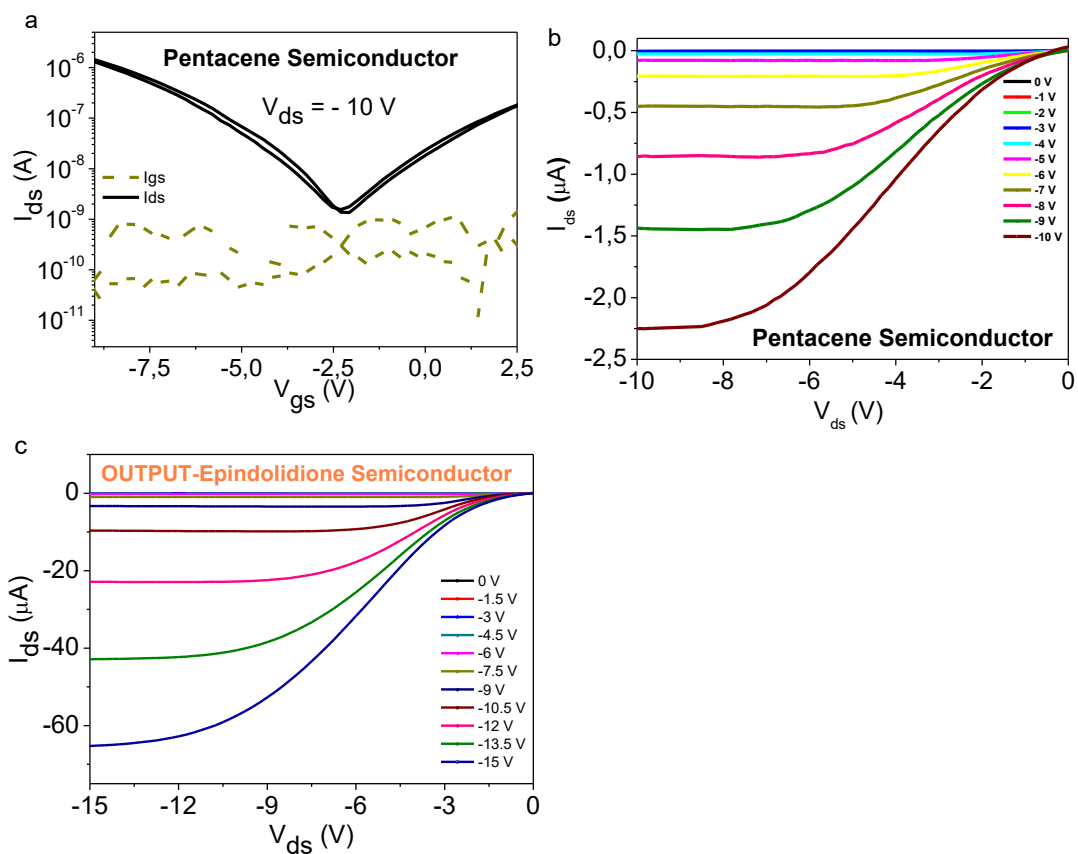 a
Pentacene Semiconductor
V_ds = - 10 V
I_ds (A)
10^-6
10^-7
10^-8
10^-9
10^-10
10^-11
Igs
Ids
-7,5
-5,0
-2,5
0,0
2,5
V_gs (V)
b
I_ds (μA)
0,0
-0,5
-1,0
-1,5
-2,0
-2,5
0 V
-1 V
-2 V
-3 V
-4 V
-5 V
-6 V
-7 V
-8 V
-9 V
-10 V
Pentacene Semiconductor
-10
-8
-6
-4
-2
0
V_ds (V)
c
OUTPUT-Epindolidione Semiconductor
I_ds (μA)
0
-20
-40
-60
0 V
-1.5 V
-3 V
-4.5 V
-6 V
-7.5 V
-9 V
-10.5 V
-12 V
-13.5 V
-15 V
-15
-12
-9
-6
-3
0
V_ds (V)